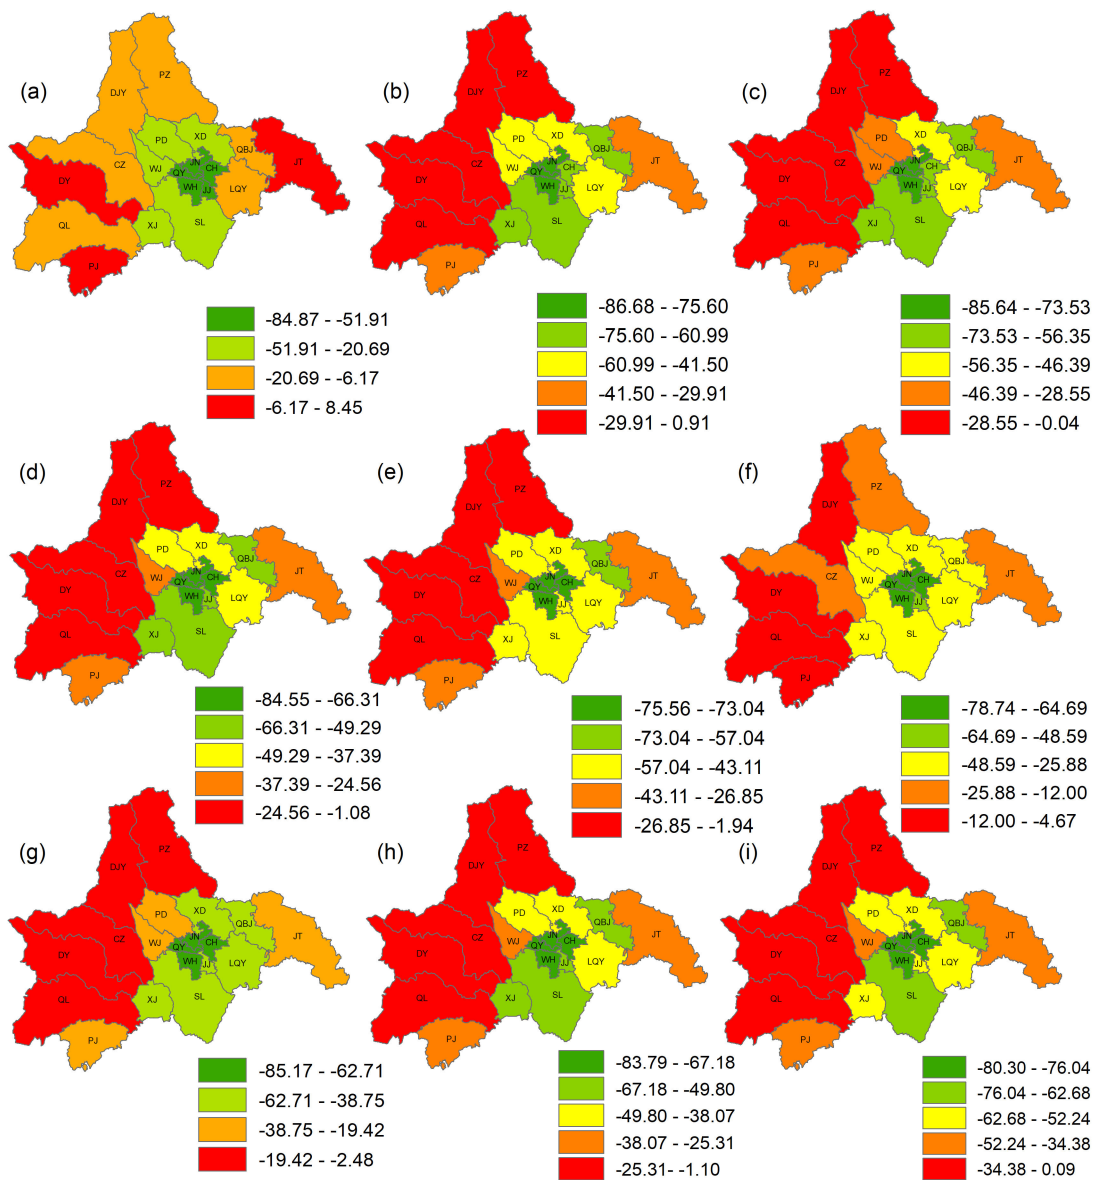 (a)
PZ
DJY
PD
XD
QBJ
JT
CZ
WJ
JN
QY
CH
DY
WH
JJ
LQY
QL
XJ
SL
PJ
-84.87 - -51.91
-51.91 - -20.69
-20.69 - -6.17
-6.17 - 8.45
(b)
PZ
DJY
PD
XD
QBJ
JT
CZ
WJ
JN
QY
CH
DY
WH
JJ
LQY
QL
XJ
SL
PJ
-86.68 - -75.60
-75.60 - -60.99
-60.99 - -41.50
-41.50 - -29.91
-29.91 - 0.91
(c)
PZ
DJY
PD
XD
QBJ
JT
CZ
WJ
JN
QY
CH
DY
WH
JJ
LQY
QL
XJ
SL
PJ
-85.64 - -73.53
-73.53 - -56.35
-56.35 - -46.39
-46.39 - -28.55
-28.55 - -0.04
(d)
PZ
DJY
PD
XD
QBJ
JT
CZ
WJ
JN
QY
CH
DY
WH
JJ
LQY
QL
XJ
SL
PJ
-84.55 - -66.31
-66.31 - -49.29
-49.29 - -37.39
-37.39 - -24.56
-24.56 - -1.08
(e)
PZ
DJY
PD
XD
QBJ
JT
CZ
WJ
JN
QY
CH
DY
WH
JJ
LQY
QL
XJ
SL
PJ
-75.56 - -73.04
-73.04 - -57.04
-57.04 - -43.11
-43.11 - -26.85
-26.85 - -1.94
(f)
PZ
DJY
PD
XD
QBJ
JT
CZ
WJ
JN
QY
CH
DY
WH
JJ
LQY
QL
XJ
SL
PJ
-78.74 - -64.69
-64.69 - -48.59
-48.59 - -25.88
-25.88 - -12.00
-12.00 - -4.67
(g)
PZ
DJY
PD
XD
QBJ
JT
CZ
WJ
JN
QY
CH
DY
WH
JJ
LQY
QL
XJ
SL
PJ
-85.17 - -62.71
-62.71 - -38.75
-38.75 - -19.42
-19.42 - -2.48
(h)
PZ
DJY
PD
XD
QBJ
JT
CZ
WJ
JN
QY
CH
DY
WH
JJ
LQY
QL
XJ
SL
PJ
-83.79 - -67.18
-67.18 - -49.80
-49.80 - -38.07
-38.07 - -25.31
-25.31- -1.10
(i)
PZ
DJY
PD
XD
QBJ
JT
CZ
WJ
JN
QY
CH
DY
WH
JJ
LQY
QL
XJ
SL
PJ
-80.30 - -76.04
-76.04 - -62.68
-62.68 - -52.24
-52.24 - -34.38
-34.38 - 0.09